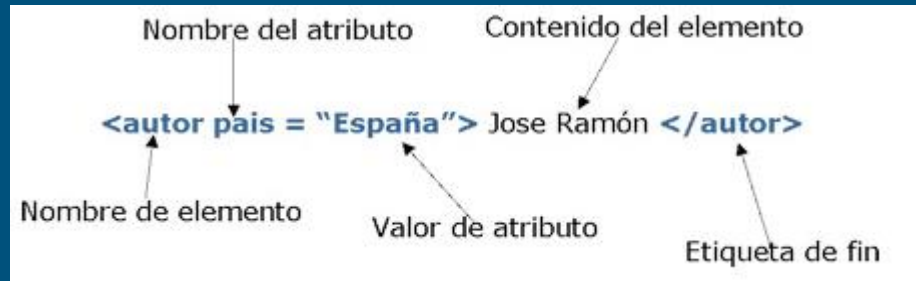 Nombre del atributo
Contenido del elemento
<autor pais = “España”> Jose Ramón </autor>
Nombre de elemento
Valor de atributo
Etiqueta de fin